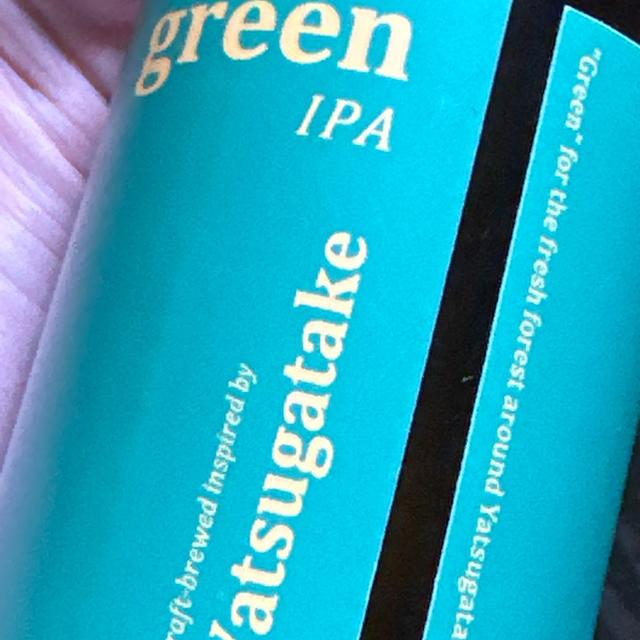 green
IPA
raft-brewed inspired by
Yatsugatake
"Green" for the fresh forest around Yatsugata